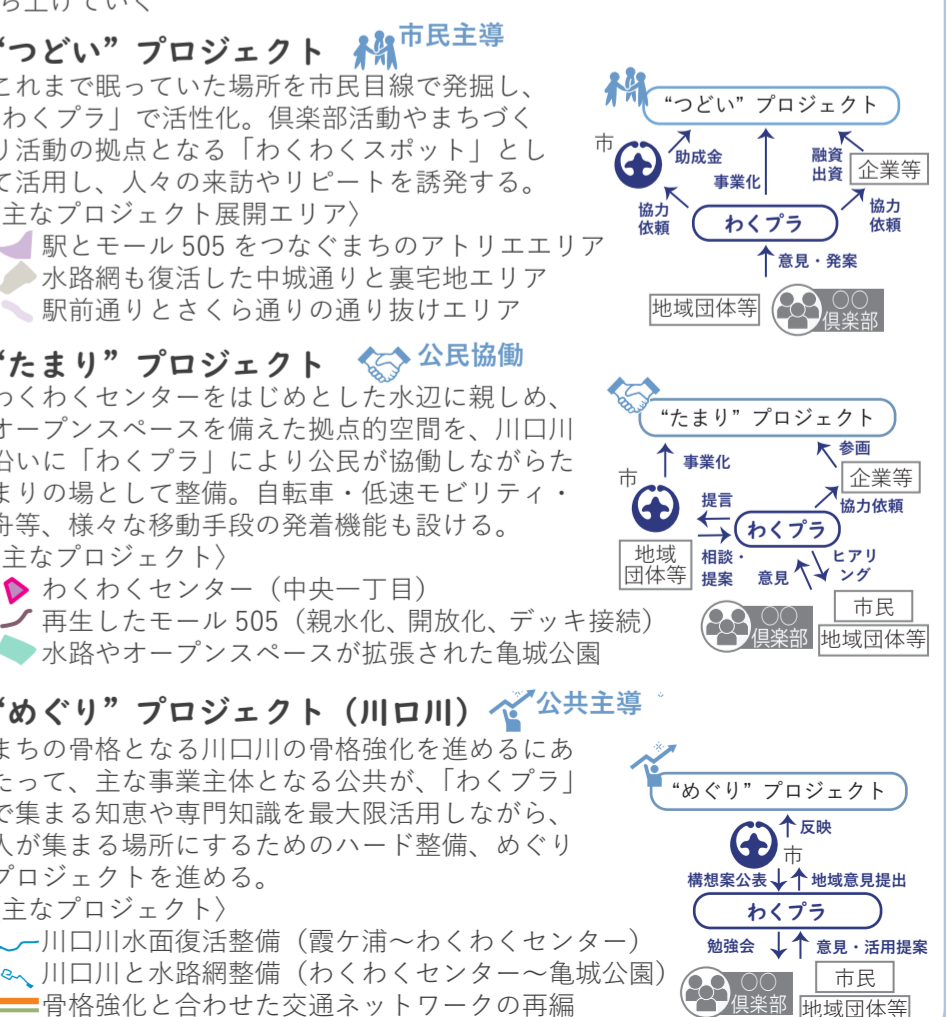 ち上げていく
“つどい”プロジェクト
市民主導
これまで眠っていた場所を市民目線で発掘し、
わくプラ」で活性化。倶楽部活動やまちづく
り活動の拠点となる「わくわくスポット」とし
て活用し、人々の来訪やリピートを誘発する。
主なプロジェクト展開エリア〉
駅とモール 505 をつなぐまちのアトリエエリア
水路網も復活した中城通りと裏宅地エリア
駅前通りとさくら通りの通り抜けエリア
“つどい”プロジェクト
市
助成金
事業化
融資
出資
企業等
協力
依頼
わくプラ
協力
依頼
意見・発案
地域団体等
〇〇
倶楽部
“たまり”プロジェクト
公民協働
わくわくセンターをはじめとした水辺に親しめ、
オープンスペースを備えた拠点的空間を、川口川
沿いに「わくプラ」により公民が協働しながらた
まりの場として整備。自転車・低速モビリティ・
舟等、様々な移動手段の発着機能も設ける。
主なプロジェクト〉
わくわくセンター（中央一丁目）
再生したモール 505（親水化、開放化、デッキ接続）
水路やオープンスペースが拡張された亀城公園
“たまり”プロジェクト
事業化
参画
市
企業等
提言
協力依頼
わくプラ
地域
団体等
相談・
提案
意見
ヒアリ
ング
〇〇
倶楽部
市民
地域団体等
“めぐり”プロジェクト（川口川）
公共主導
まちの骨格となる川口川の骨格強化を進めるにあ
たって、主な事業主体となる公共が、「わくプラ」
で集まる知恵や専門知識を最大限活用しながら、
人が集まる場所にするためのハード整備、めぐり
プロジェクトを進める。
主なプロジェクト〉
川口川水面復活整備（霞ケ浦～わくわくセンター）
川口川と水路網整備（わくわくセンター～亀城公園）
骨格強化と合わせた交通ネットワークの再編
“めぐり”プロジェクト
反映
市
構想案公表
地域意見提出
わくプラ
勉強会
意見・活用提案
〇〇
倶楽部
市民
地域団体等